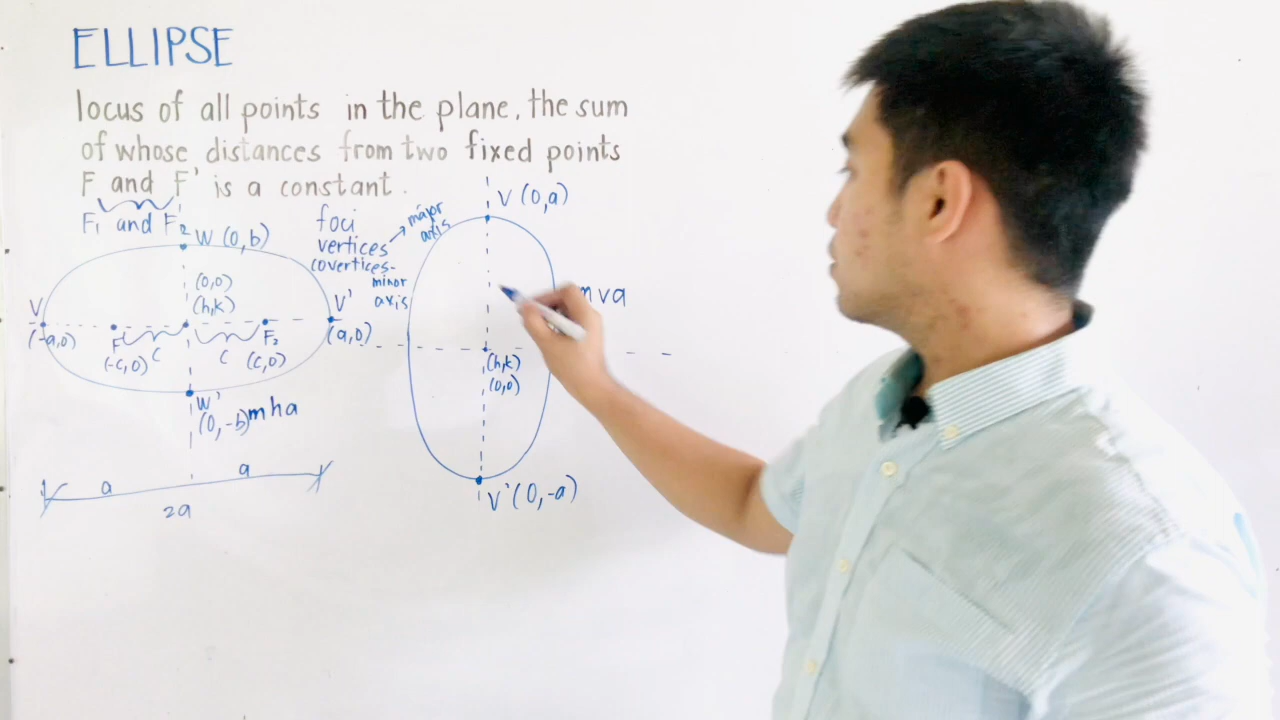 ELLIPSE
locus of all points in the plane, the sum
of whose distances from two fixed points
F and F' is a constant.
F₁ and F₂
foci
vertices
covertices-
major
axis
minor
axis
W (0,b)
(0,0)
(h,k)
V
(-a,0)
F
(-c,0)
c
c
F₂
(c,0)
V'
(a,0)
W'
(0,-b)
mha
a
a
2a
V (0,a)
mva
(h,k)
(0,0)
V'(0,-a)